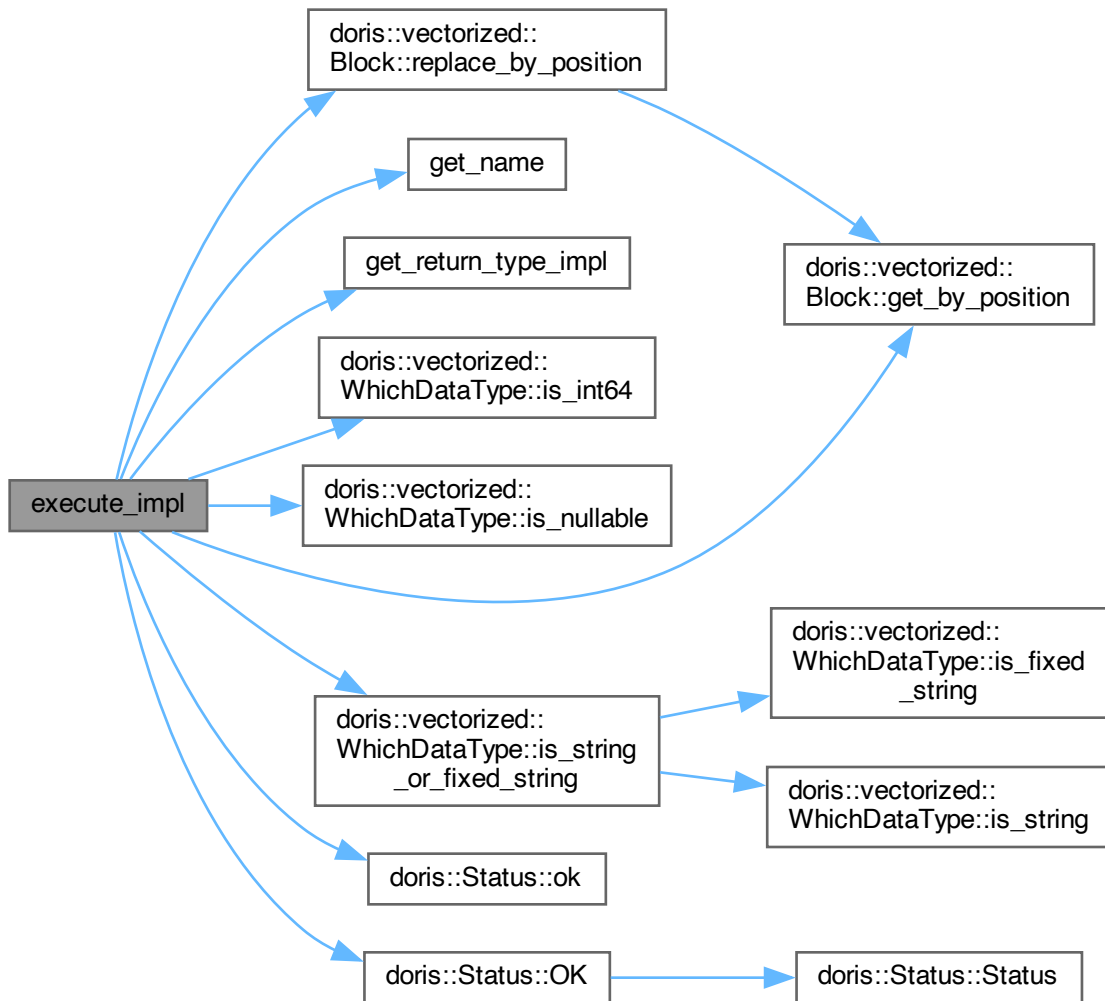 doris::vectorized::
Block::replace_by_position
get_name
get_return_type_impl
doris::vectorized::
Block::get_by_position
doris::vectorized::
WhichDataType::is_int64
execute_impl
doris::vectorized::
WhichDataType::is_nullable
doris::vectorized::
WhichDataType::is_fixed
_string
doris::vectorized::
WhichDataType::is_string
_or_fixed_string
doris::vectorized::
WhichDataType::is_string
doris::Status::ok
doris::Status::OK
doris::Status::Status